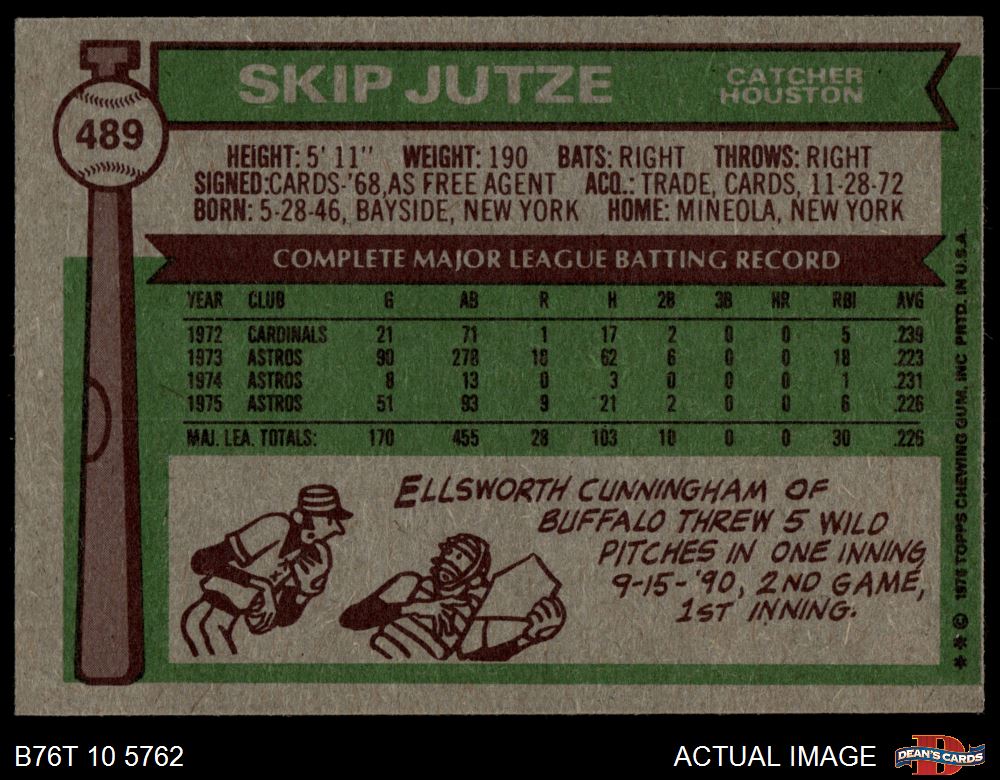 SKIP JUTZE
CATCHER
HOUSTON
489
HEIGHT: 5' 11" WEIGHT: 190 BATS: RIGHT THROWS: RIGHT
SIGNED:CARDS-'68,AS FREE AGENT ACQ.: TRADE, CARDS, 11-28-72
BORN: 5-28-46, BAYSIDE, NEW YORK HOME: MINEOLA, NEW YORK
COMPLETE MAJOR LEAGUE BATTING RECORD
YEAR CLUB G AB R H 2B 3B HR RBI AVG
1972 CARDINALS 21 71 1 17 2 0 0 5 .239
1973 ASTROS 90 278 18 62 6 0 0 18 .223
1974 ASTROS 8 13 0 3 0 0 0 1 .231
1975 ASTROS 51 93 9 21 2 0 0 6 .226
MAJ. LEA. TOTALS: 170 455 28 103 10 0 0 30 .226
ELLSWORTH CUNNINGHAM OF
BUFFALO THREW 5 WILD
PITCHES IN ONE INNING
9-15-'90, 2ND GAME,
1ST INNING.
* * © 1976 TOPPS CHEWING GUM, INC. PRTD. IN U.S.A.
B76T 10 5762
ACTUAL IMAGE
DEAN'S CARDS